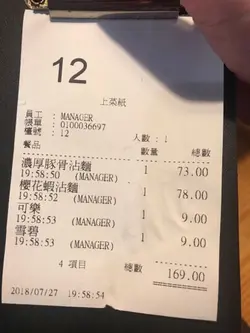 12
上菜紙
員工 : MANAGER
帳單 : 0100036697
檯號 : 12 人數 : 1
餐品 數量 總數
濃厚豚骨沾麵 1 73.00
19:58:50 (MANAGER)
櫻花蝦沾麵 1 78.00
19:58:52 (MANAGER)
可樂 1 9.00
19:58:53 (MANAGER)
雪碧 1 9.00
19:58:53 (MANAGER)
4 項目 總數 169.00
2018/07/27 19:58:54